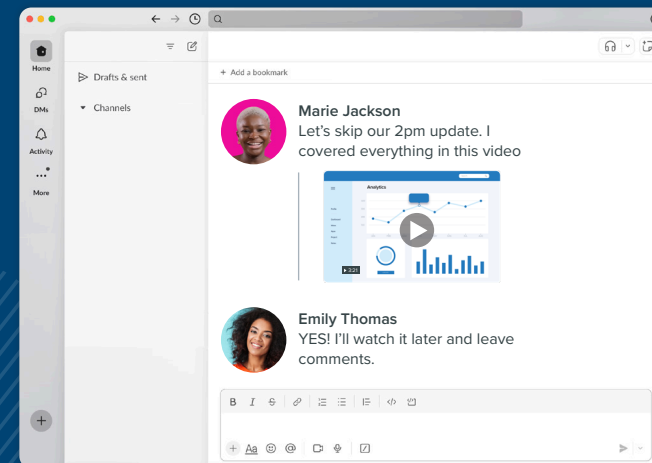 + Add a bookmark
Home
Drafts & sent
DMs
Channels
Activity
More
Marie Jackson
Let's skip our 2pm update. I
covered everything in this video
Analytics
3:21
Emily Thomas
YES! I'll watch it later and leave
comments.
B I S
Aa